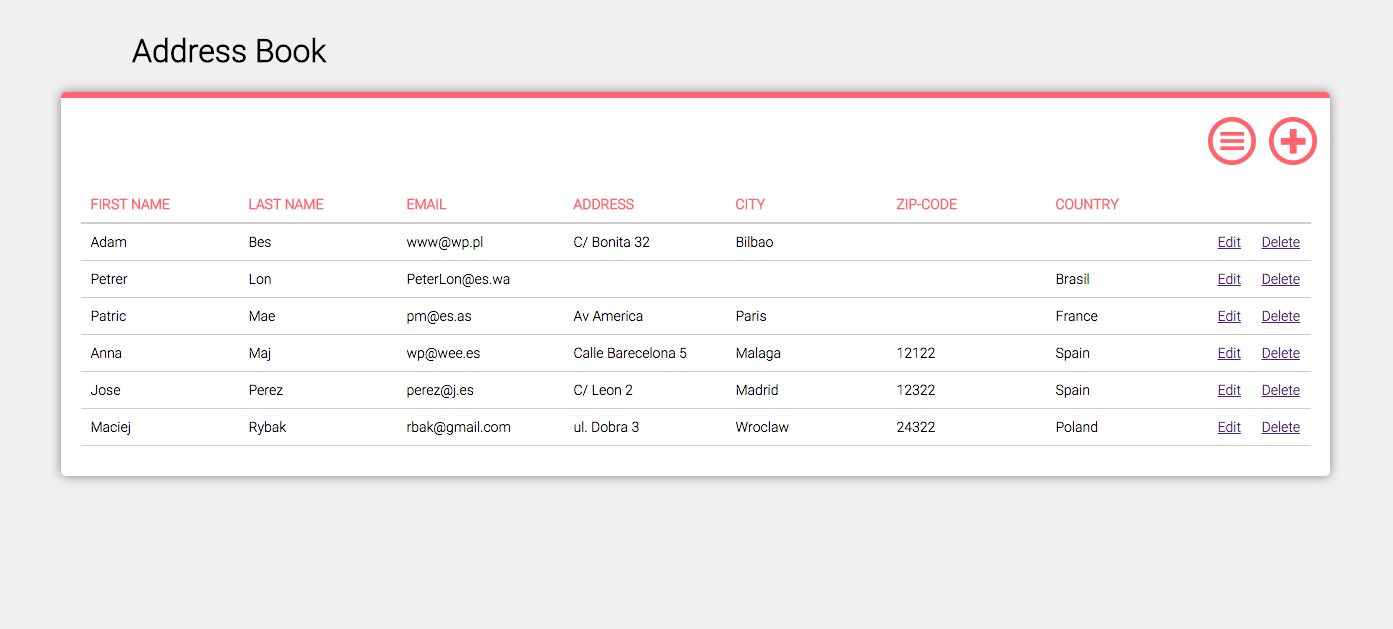 Address Book
FIRST NAME LAST NAME EMAIL ADDRESS CITY ZIP-CODE COUNTRY
Adam Bes www@wp.pl C/ Bonita 32 Bilbao Edit Delete
Petrer Lon PeterLon@es.wa Brasil Edit Delete
Patric Mae pm@es.as Av America Paris France Edit Delete
Anna Maj wp@wee.es Calle Barecelona 5 Malaga 12122 Spain Edit Delete
Jose Perez perez@j.es C/ Leon 2 Madrid 12322 Spain Edit Delete
Maciej Rybak rbak@gmail.com ul. Dobra 3 Wroclaw 24322 Poland Edit Delete